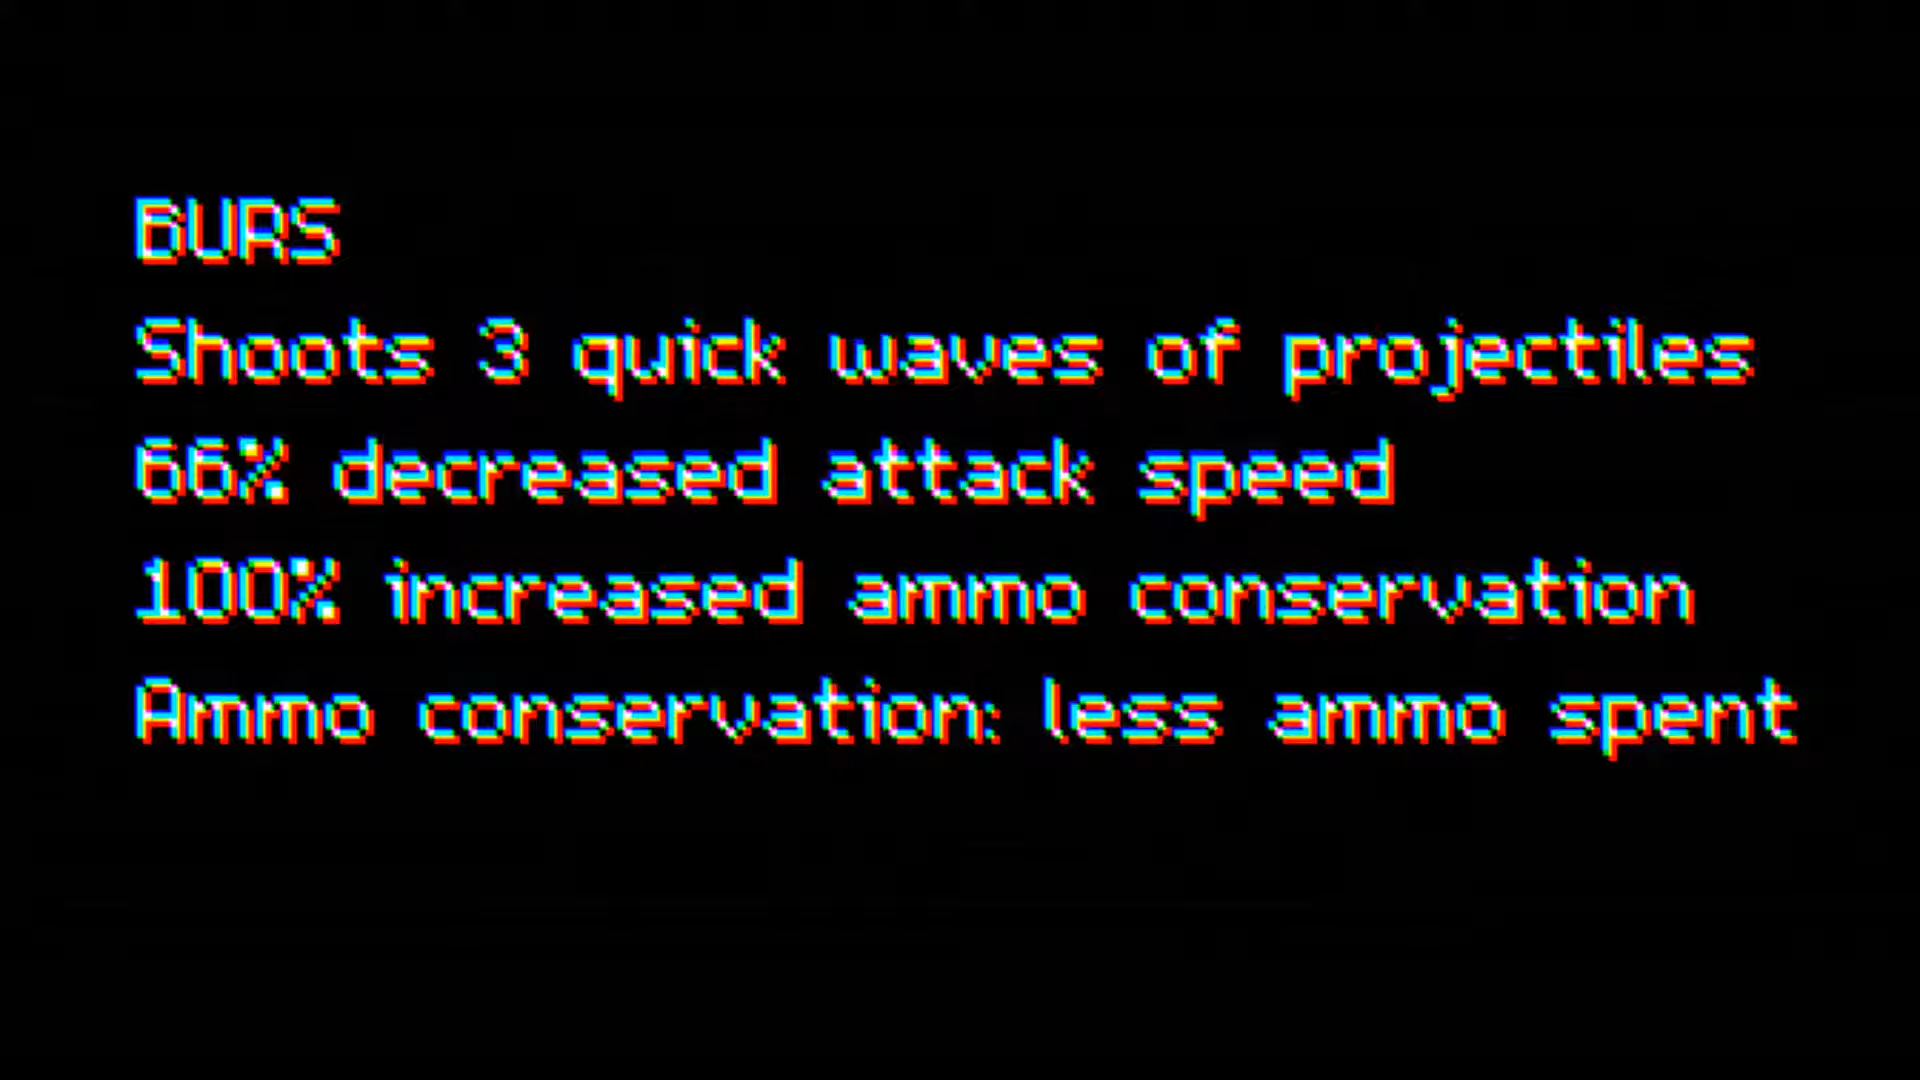 BURS
Shoots 3 quick waves of projectiles
66% decreased attack speed
100% increased ammo conservation
Ammo conservation: less ammo spent